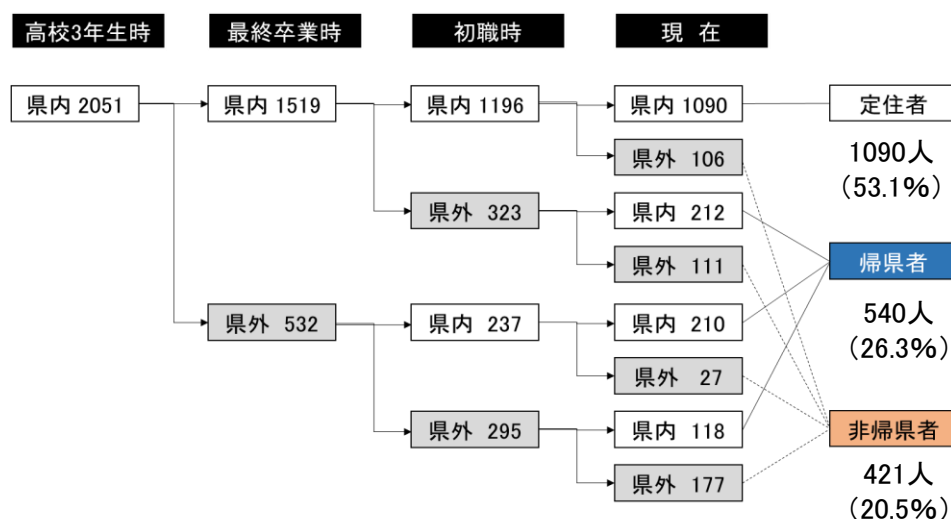 高校3年生時
最終卒業時
初職時
現 在
県内 2051
県内 1519
県内 1196
県内 1090
定住者
県外 106
1090人
(53.1%)
県外 323
県内 212
県外 111
帰県者
県外 532
県内 237
県内 210
540人
(26.3%)
県外 27
県外 295
県内 118
非帰県者
県外 177
421人
(20.5%)